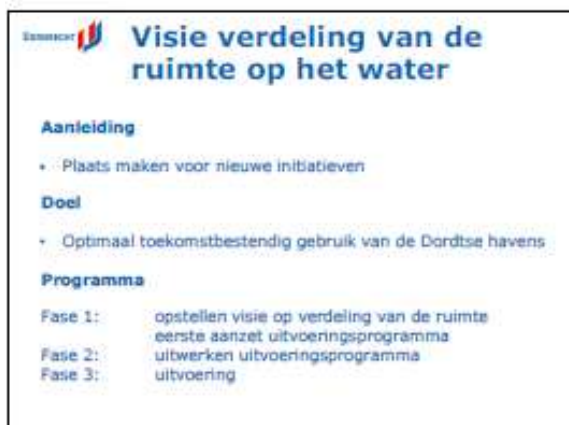 Visie verdeling van de
ruimte op het water
Aanleiding
• Plaats maken voor nieuwe initiatieven
Doel
• Optimaal toekomstbestendig gebruik van de Dordtse havens
Programma
Fase 1: opstellen visie op verdeling van de ruimte
eerste aanzet uitvoeringsprogramma
Fase 2: uitwerken uitvoeringsprogramma
Fase 3: uitvoering